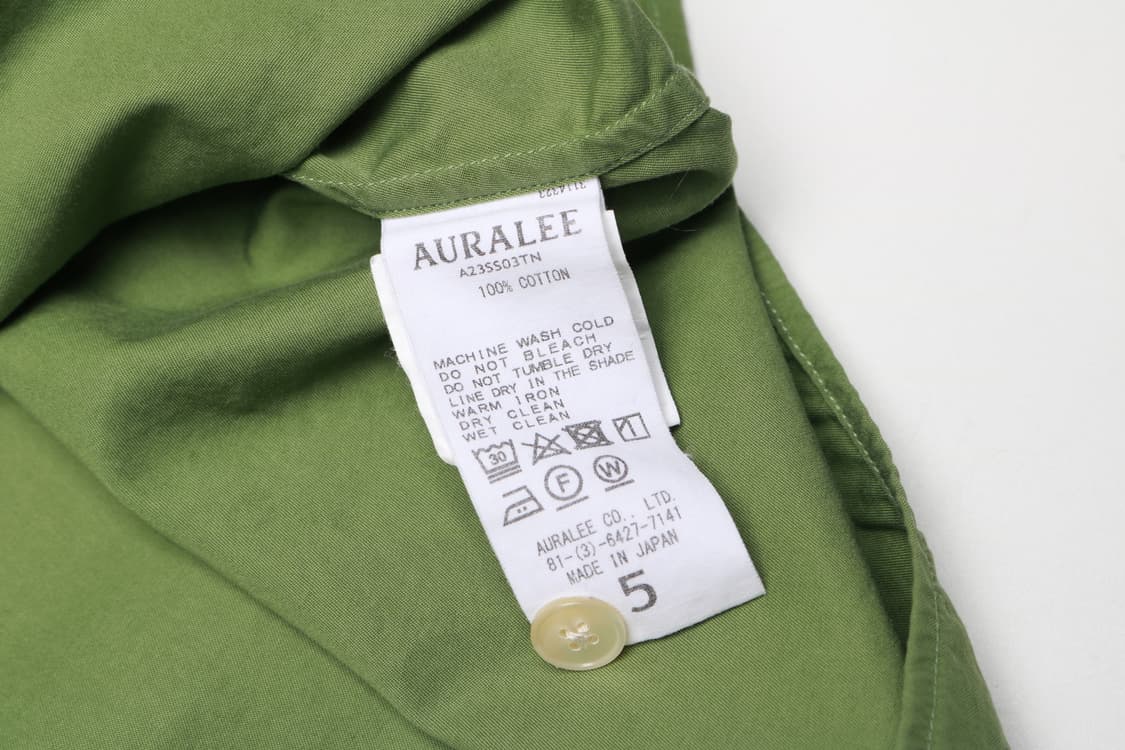 2114323
AURALEE
A23SS03TN
100% COTTON
MACHINE WASH COLD
DO NOT BLEACH
DO NOT TUMBLE DRY
LINE DRY IN THE SHADE
WARM IRON
DRY CLEAN
WET CLEAN
30
F W
AURALEE CO., LTD.
81-(3)-6427-7141
MADE IN JAPAN
5